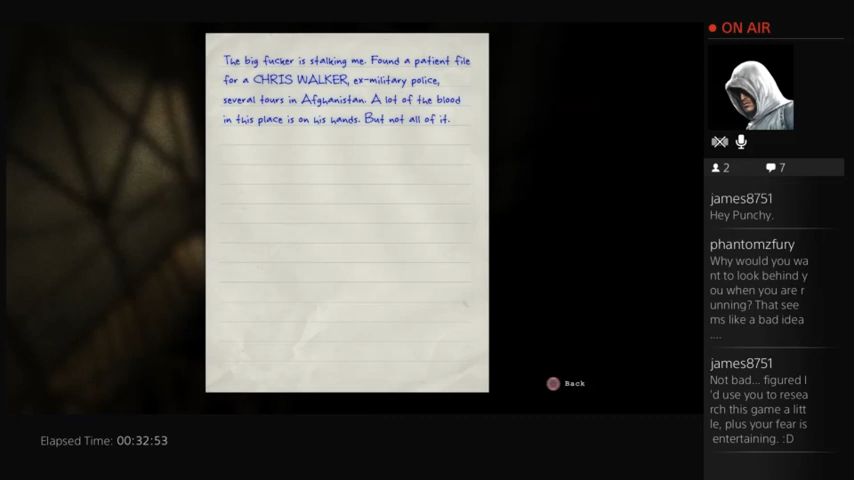 The big fucker is stalking me. Found a patient file
for a CHRIS WALKER, ex-military police,
several tours in Afghanistan. A lot of the blood
in this place is on his hands. But not all of it.
Back
Elapsed Time: 00:32:53
ON AIR
2
7
james8751
Hey Punchy.
phantomzfury
Why would you wa
nt to look behind y
ou when you are r
unning? That see
ms like a bad idea
....
james8751
Not bad... figured I
'd use you to resea
rch this game a litt
le, plus your fear is
entertaining. :D